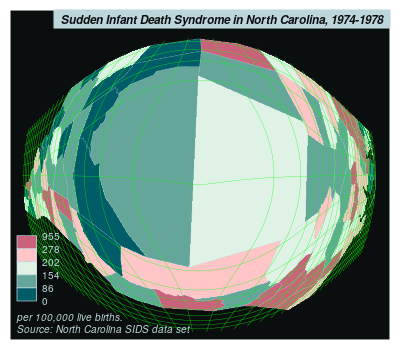 Sudden Infant Death Syndrome in North Carolina, 1974-1978
955
278
222
154
86
0
per 100,000 live births.
Source: North Carolina SIDS data set